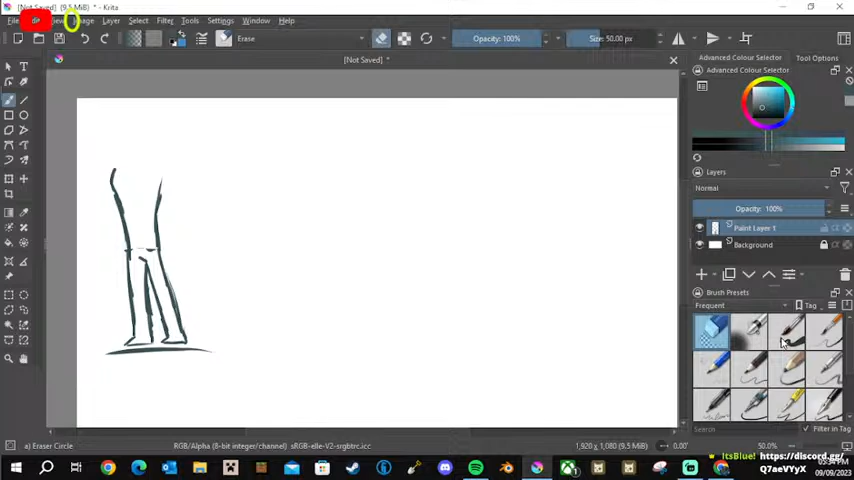 [Not Saved] (9.5 MiB) * - Krita
File Edit View Image Layer Select Filter Tools Settings Window Help
Erase
Opacity: 100%
Size: 50.00 px
[Not Saved] *
Advanced Colour Selector
Tool Options
Advanced Colour Selector
Layers
Normal
Opacity: 100%
Paint Layer 1
Background
Brush Presets
Frequent
Tag
Search
Filter in Tag
a) Eraser Circle
RGB/Alpha (8-bit integer/channel) sRGB-elle-V2-srgbtrc.icc
1,920 x 1,080 (9.5 MiB)
0.00°
50.0%
ItsBlue! https://discord.gg/
Q7aeVYyX
09/09/2023